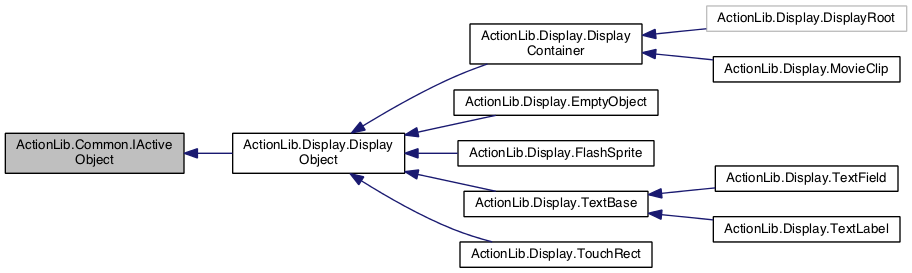 ActionLib.Common.IActive
Object
ActionLib.Display.Display
Object
ActionLib.Display.Display
Container
ActionLib.Display.EmptyObject
ActionLib.Display.FlashSprite
ActionLib.Display.TextBase
ActionLib.Display.TouchRect
ActionLib.Display.DisplayRoot
ActionLib.Display.MovieClip
ActionLib.Display.TextField
ActionLib.Display.TextLabel